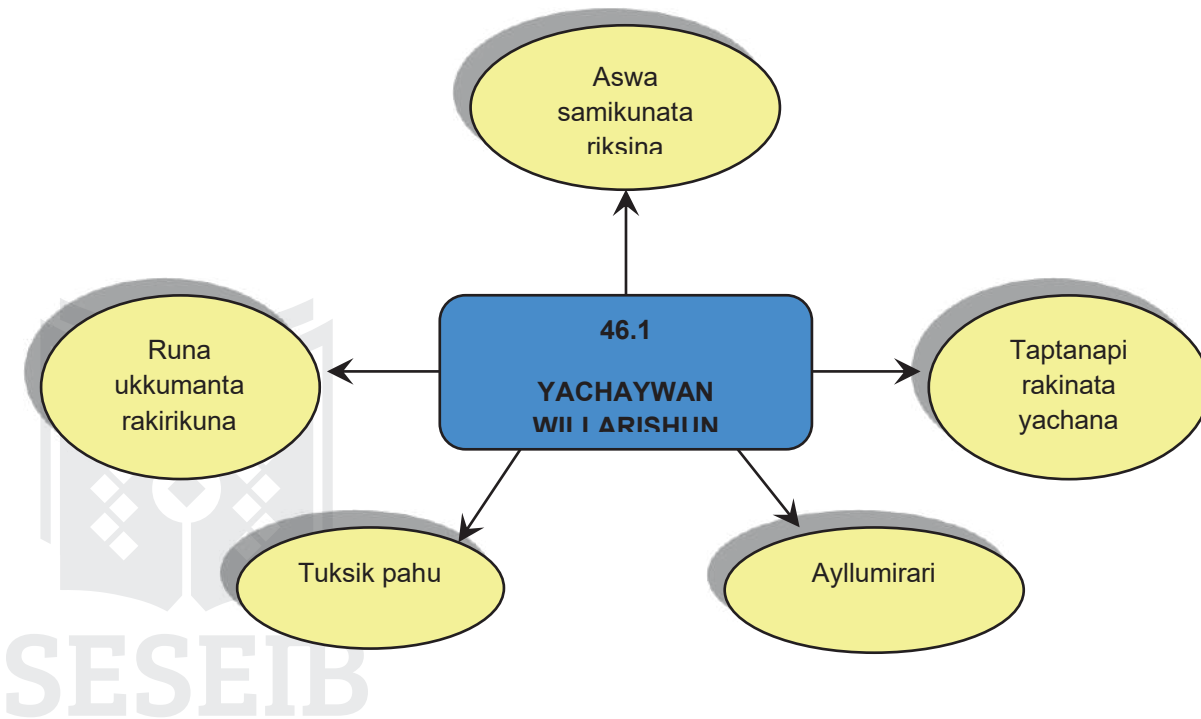 Aswa
samikunata
riksina
46.1
YACHAYWAN
WILLARISHUN
Runa
ukkumanta
rakirikuna
Taptanapi
rakinata
yachana
Tuksik pahu
Ayllumirari
SESEIB